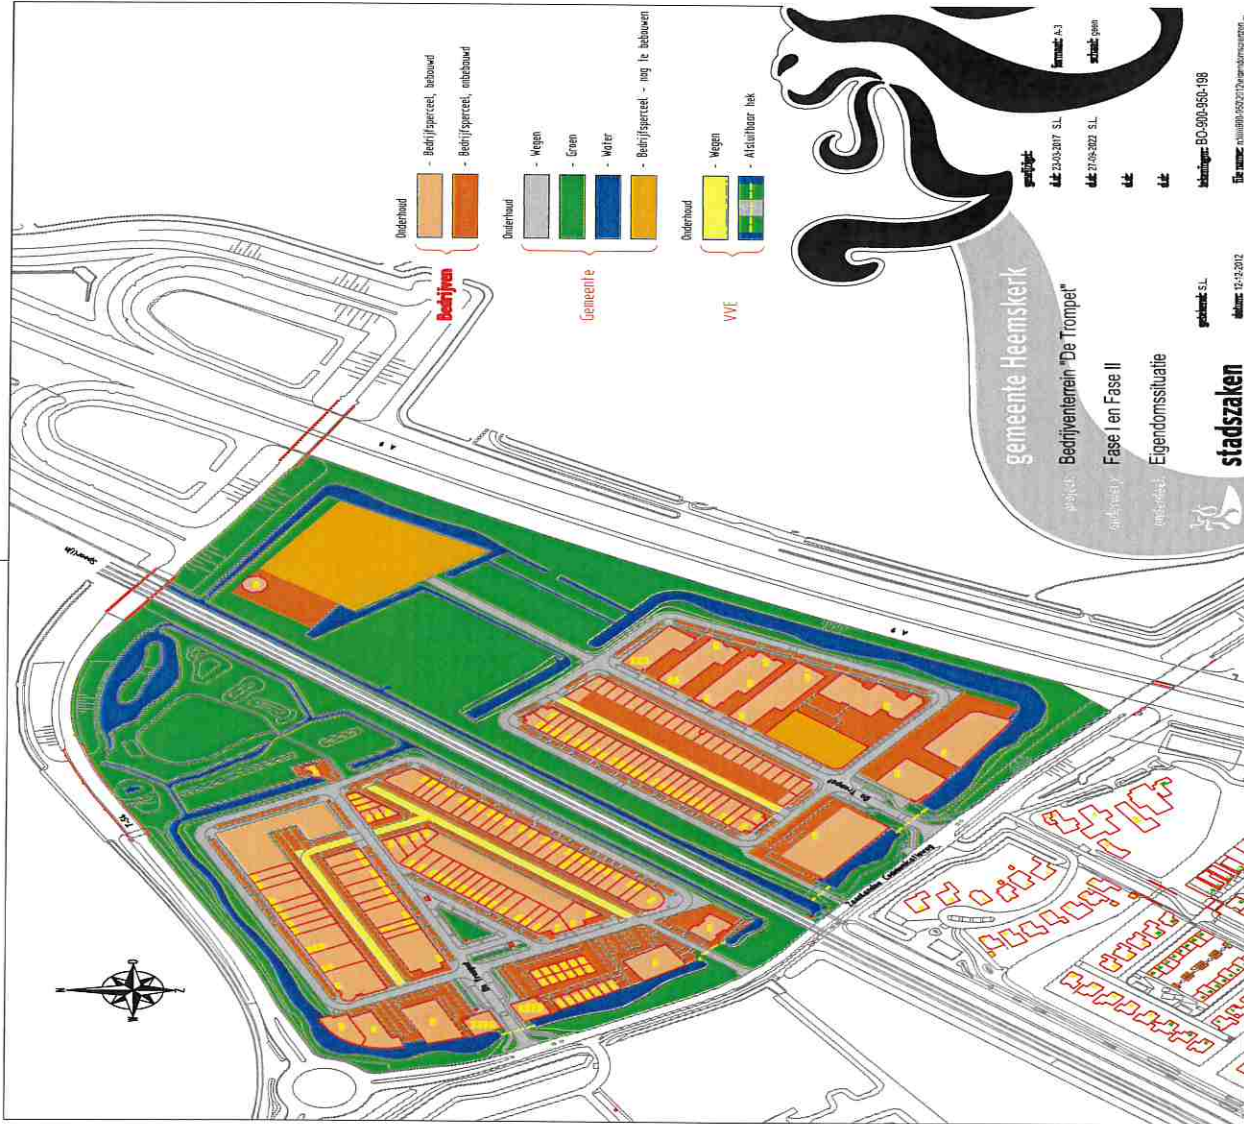 Onderhoud
Bedrijven
- Bedrijfsperceel, bebouwd
- Bedrijfsperceel, onbebouwd
Onderhoud
Gemeente
- Wegen
- Groen
- Water
- Bedrijfsperceel - nog te bebouwen
Onderhoud
VVE
- Wegen
- Afsluitbaar hek
N
W
O
Z
Spoorlijn
A 9
A 9
De Trompet
De Trompet
gemeente Heemskerk
project: Bedrijventerrein "De Trompet"
Fase I en Fase II
onderdeel: Eigendomssituatie
stadszaken
gewijzigd:
d.d: 23-03-2017 S.L.
d.d: 27-09-2022 S.L.
d.d:
d.d:
formaat: A-3
schaal: geen
getekend: S.L.
datum: 12-12-2012
tekeningnr: BO-900-950-198